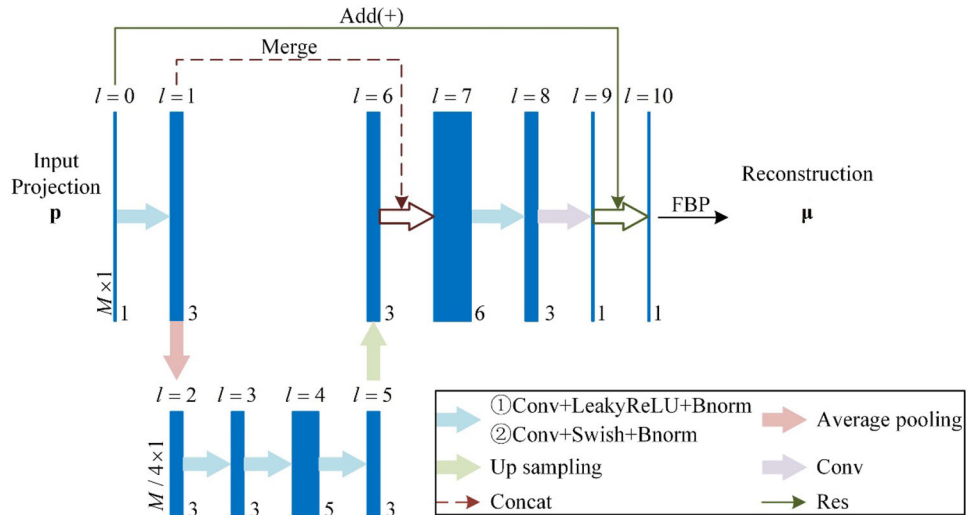 Add(+)
Merge
l = 0
l = 1
l = 6
l = 7
l = 8
l = 9
l = 10
Input
Projection
p
Reconstruction
μ
FBP
M × 1
1
3
3
6
3
1
1
l = 2
l = 3
l = 4
l = 5
M / 4 × 1
3
3
5
3
①Conv+LeakyReLU+Bnorm
②Conv+Swish+Bnorm
Average pooling
Up sampling
Conv
Concat
Res